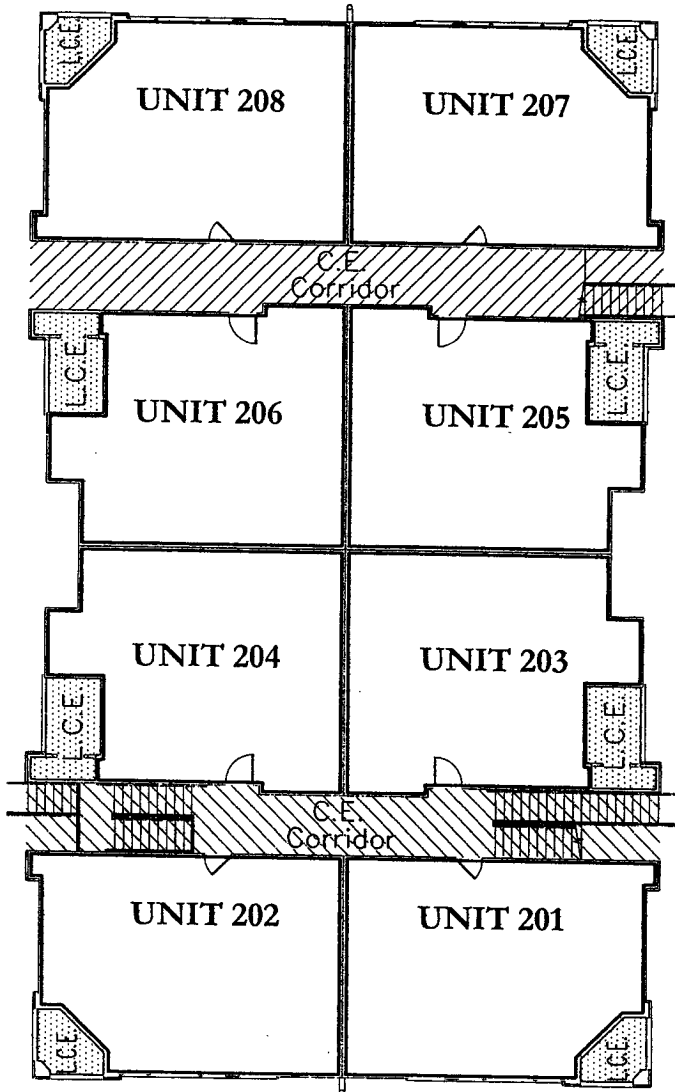 L.C.E.
L.C.E.
UNIT 208
UNIT 207
C.E.
Corridor
L.C.E.
L.C.E.
UNIT 206
UNIT 205
UNIT 204
UNIT 203
L.C.E.
L.C.E.
C.E.
Corridor
UNIT 202
UNIT 201
L.C.E.
L.C.E.